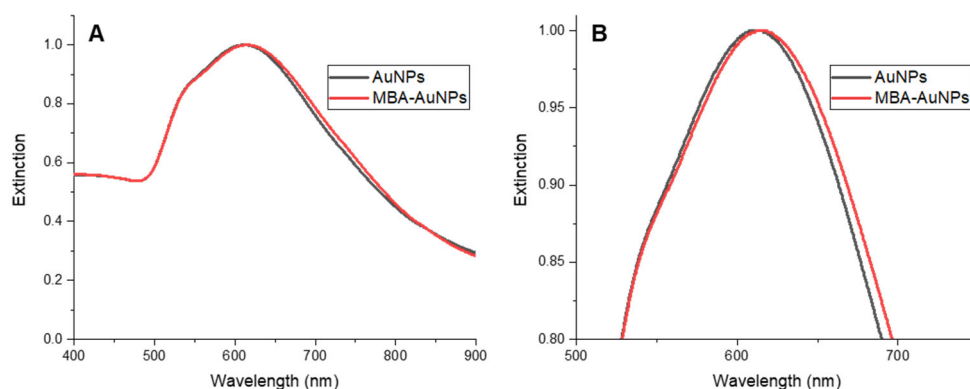 A
AuNPs
MBA-AuNPs
Extinction
1.0
0.8
0.6
0.4
0.2
0.0
400 500 600 700 800 900
Wavelength (nm)
B
AuNPs
MBA-AuNPs
Extinction
1.00
0.95
0.90
0.85
0.80
500 600 700
Wavelength (nm)